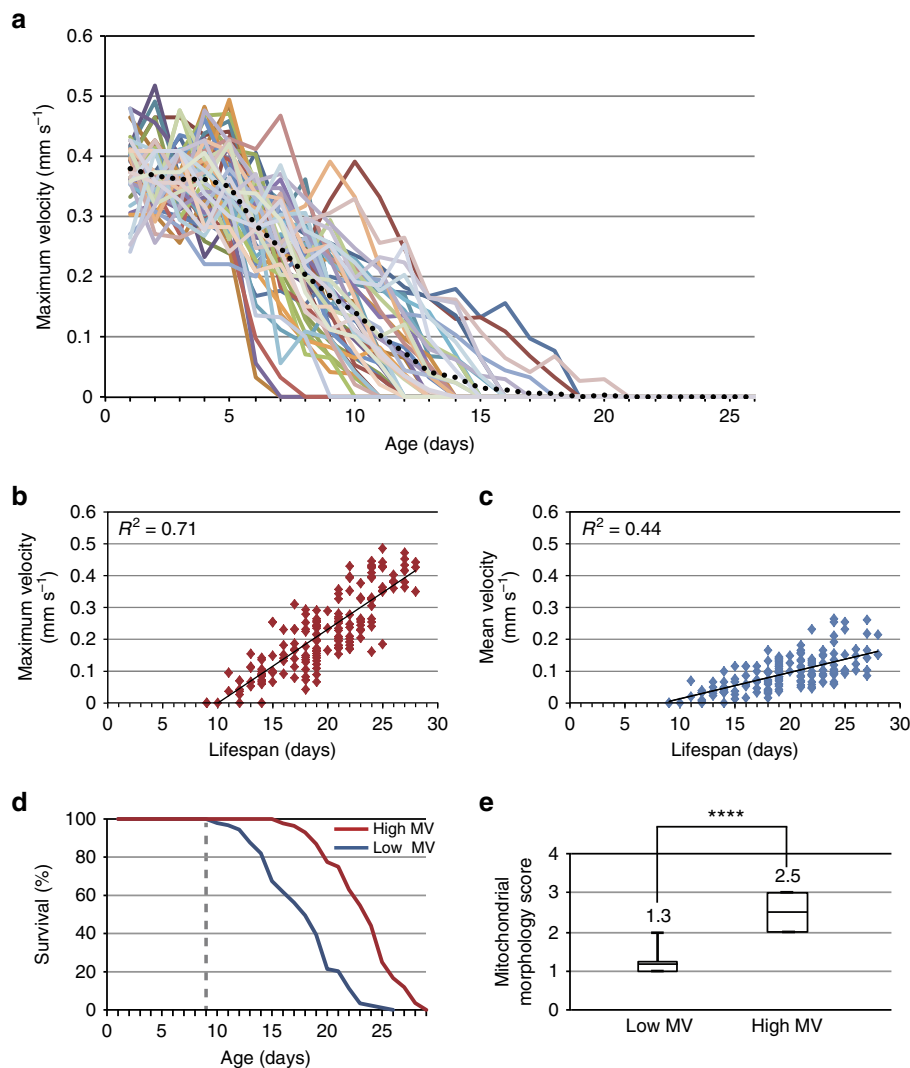 a
0.6
0.5
0.4
0.3
0.2
0.1
0
Maximum velocity (mm s⁻¹)
0 5 10 15 20 25
Age (days)
b
R² = 0.71
0.6
0.5
0.4
0.3
0.2
0.1
0
Maximum velocity
(mm s⁻¹)
0 5 10 15 20 25 30
Lifespan (days)
c
R² = 0.44
0.6
0.5
0.4
0.3
0.2
0.1
0
Mean velocity
(mm s⁻¹)
0 5 10 15 20 25 30
Lifespan (days)
d
100
80
60
40
20
0
Survival (%)
High MV
Low MV
0 5 10 15 20 25
Age (days)
e
****
4
3
2
1
0
Mitochondrial
morphology score
1.3
2.5
Low MV High MV